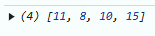 ▶ (4) [11, 8, 10, 15]